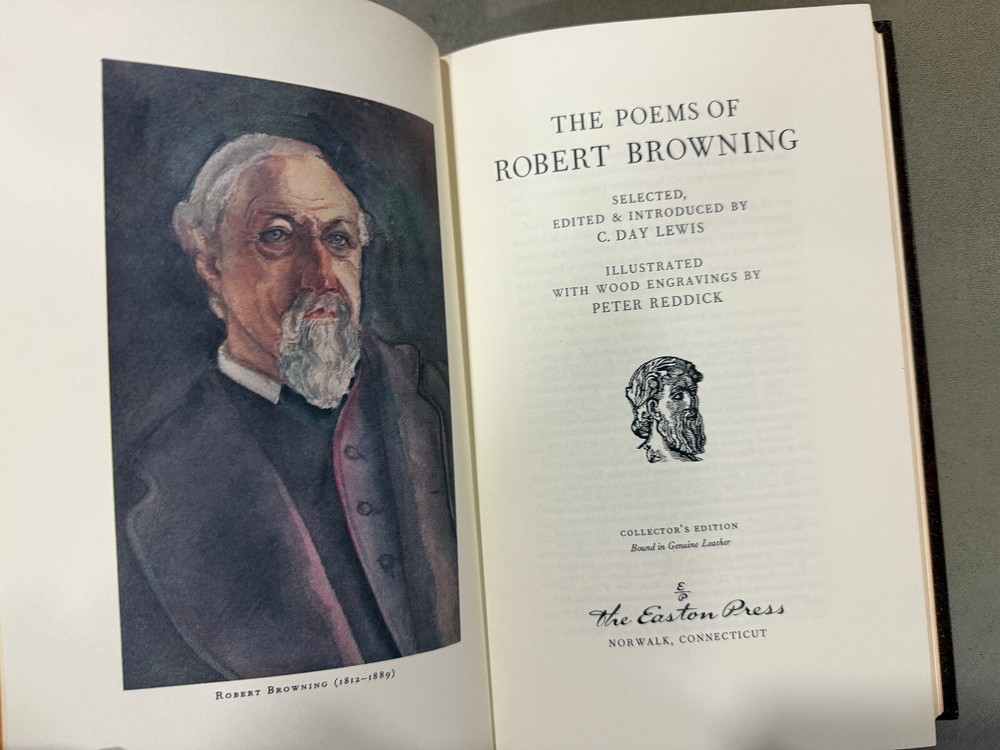 ROBERT BROWNING (1812–1889)
THE POEMS OF
ROBERT BROWNING
SELECTED,
EDITED & INTRODUCED BY
C. DAY LEWIS
ILLUSTRATED
WITH WOOD ENGRAVINGS BY
PETER REDDICK
COLLECTOR'S EDITION
Bound in Genuine Leather
E
P
the Easton Press
NORWALK, CONNECTICUT